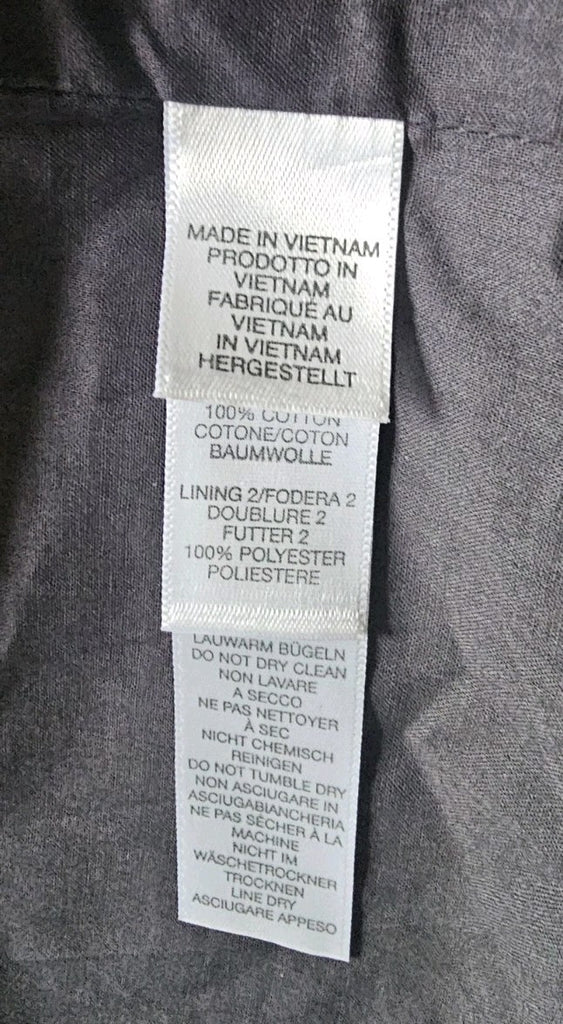 MADE IN VIETNAM
PRODOTTO IN
VIETNAM
FABRIQUÉ AU
VIETNAM
IN VIETNAM
HERGESTELLT
100% COTTON
COTONE/COTON
BAUMWOLLE
LINING 2/FODERA 2
DOUBLURE 2
FUTTER 2
100% POLYESTER
POLIESTERE
LAUWARM BÜGELN
DO NOT DRY CLEAN
NON LAVARE
A SECCO
NE PAS NETTOYER
À SEC
NICHT CHEMISCH
REINIGEN
DO NOT TUMBLE DRY
NON ASCIUGARE IN
ASCIUGABIANCHERIA
NE PAS SÉCHER À LA
MACHINE
NICHT IM
WÄSCHETROCKNER
TROCKNEN
LINE DRY
ASCIUGARE APPESO